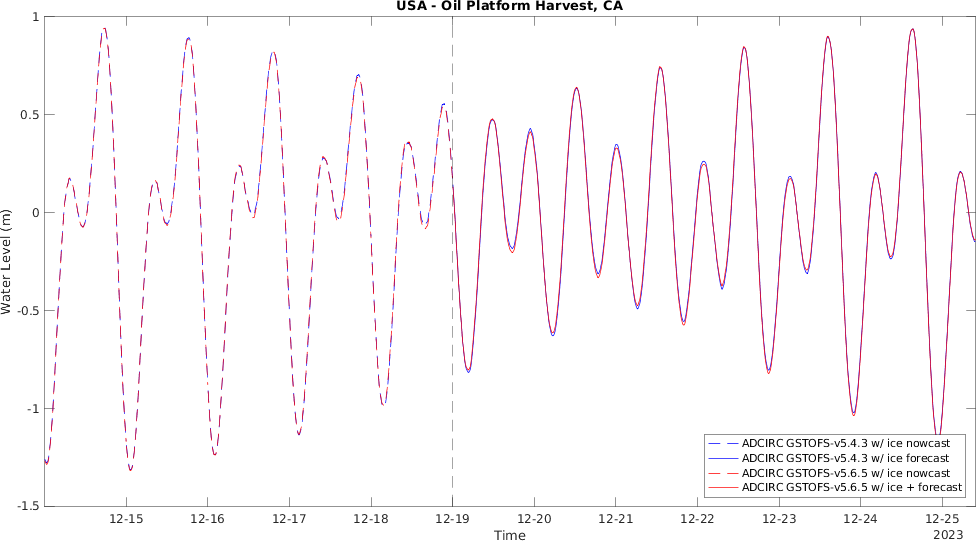 USA - Oil Platform Harvest, CA
1
0.5
0
-0.5
-1
-1.5
Water Level (m)
12-15 12-16 12-17 12-18 12-19 12-20 12-21 12-22 12-23 12-24 12-25
Time
2023
ADCIRC GSTOFS-v5.4.3 w/ ice nowcast
ADCIRC GSTOFS-v5.4.3 w/ ice forecast
ADCIRC GSTOFS-v5.6.5 w/ ice nowcast
ADCIRC GSTOFS-v5.6.5 w/ ice + forecast